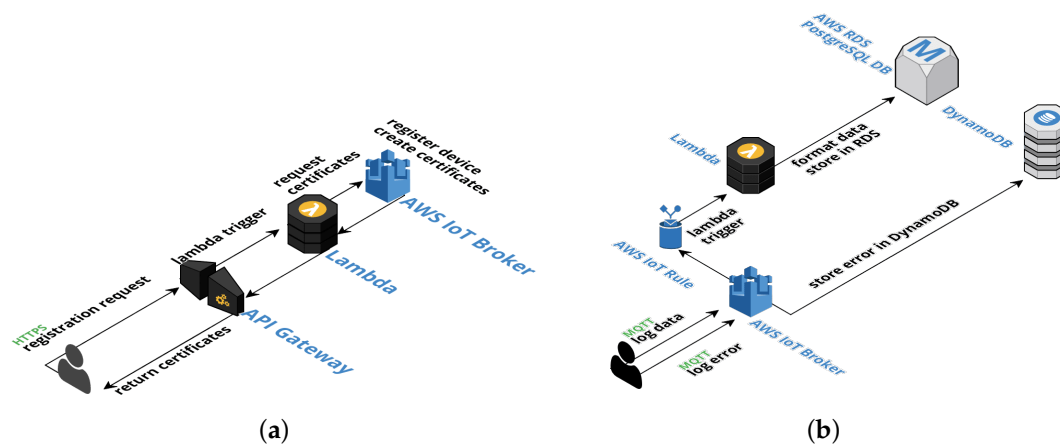 HTTPS
registration request
lambda trigger
request
certificates
register device
create certificates
AWS IoT Broker
Lambda
API Gateway
return certificates
(a)
AWS RDS
PostgreSQL DB
M
DynamoDB
Lambda
format data
store in RDS
lambda
trigger
AWS IoT Rule
store error in DynamoDB
MQTT
log data
MQTT
log error
AWS IoT Broker
(b)